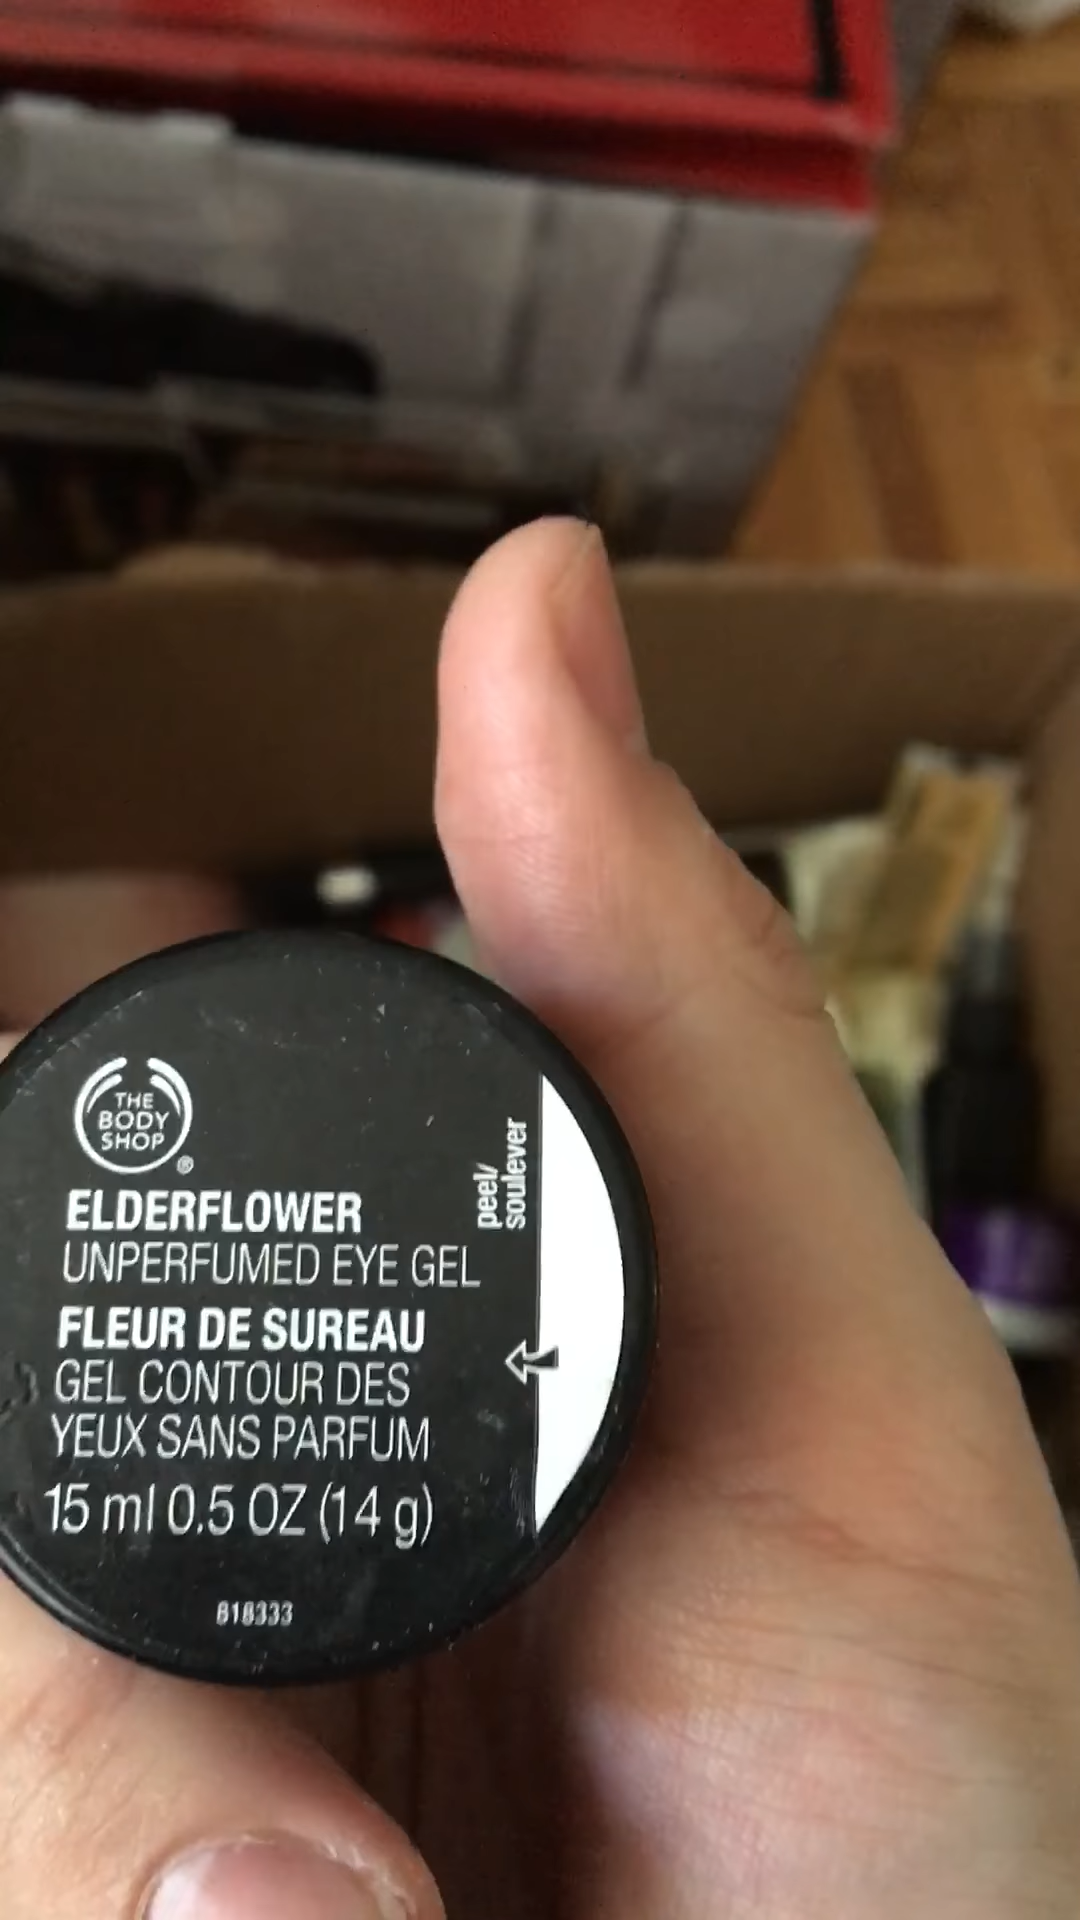 THE
BODY
SHOP
®
ELDERFLOWER
UNPERFUMED EYE GEL
FLEUR DE SUREAU
GEL CONTOUR DES
YEUX SANS PARFUM
15 ml 0.5 OZ (14 g)
818333
peel/
soulever